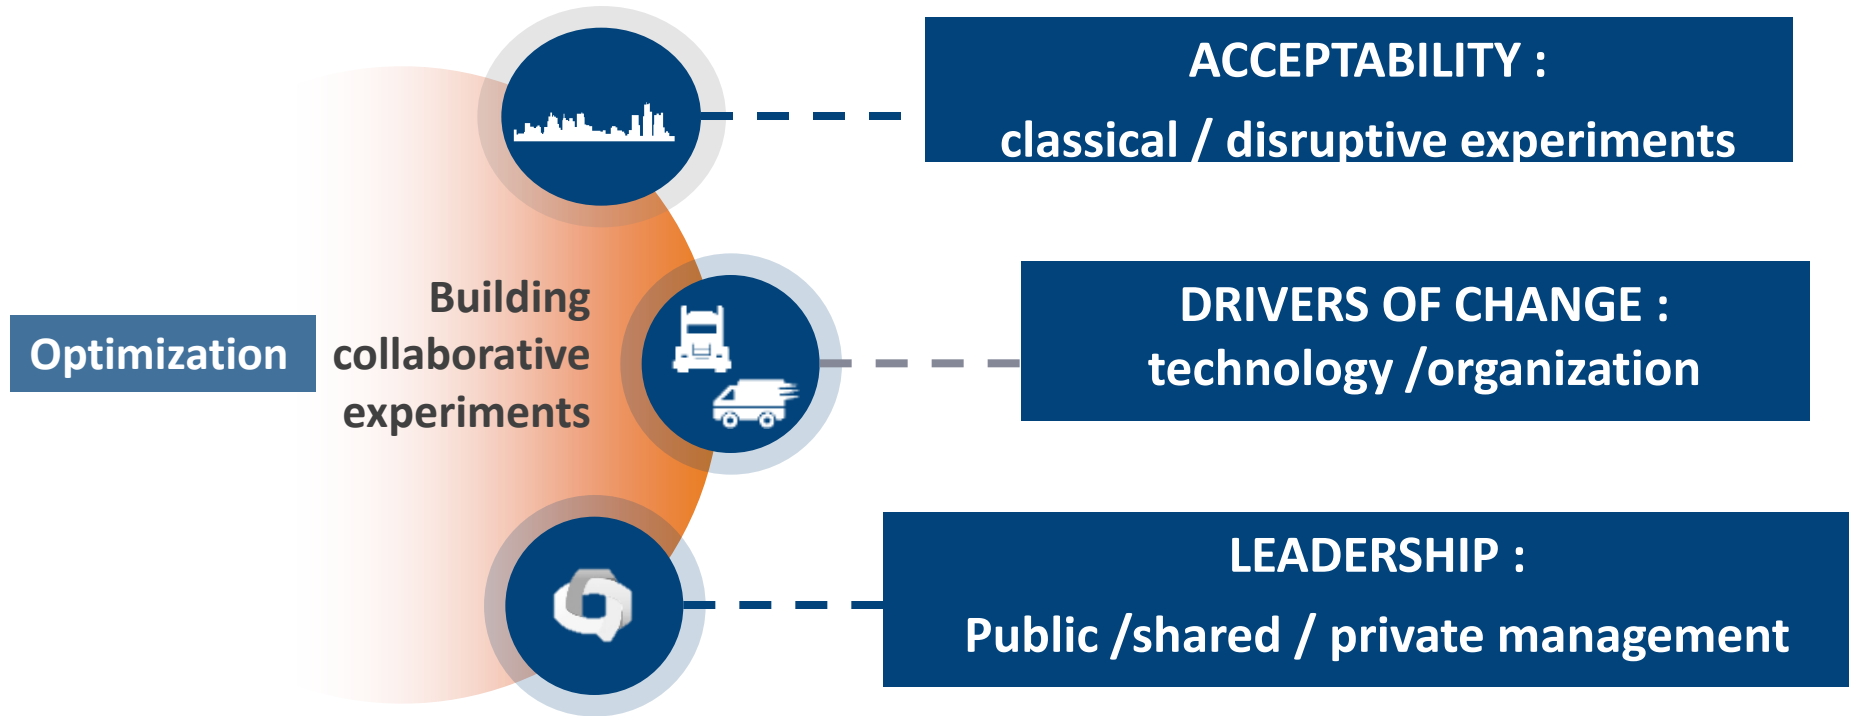 Optimization
Building
collaborative
experiments
ACCEPTABILITY :
classical / disruptive experiments
DRIVERS OF CHANGE :
technology /organization
LEADERSHIP :
Public /shared / private management